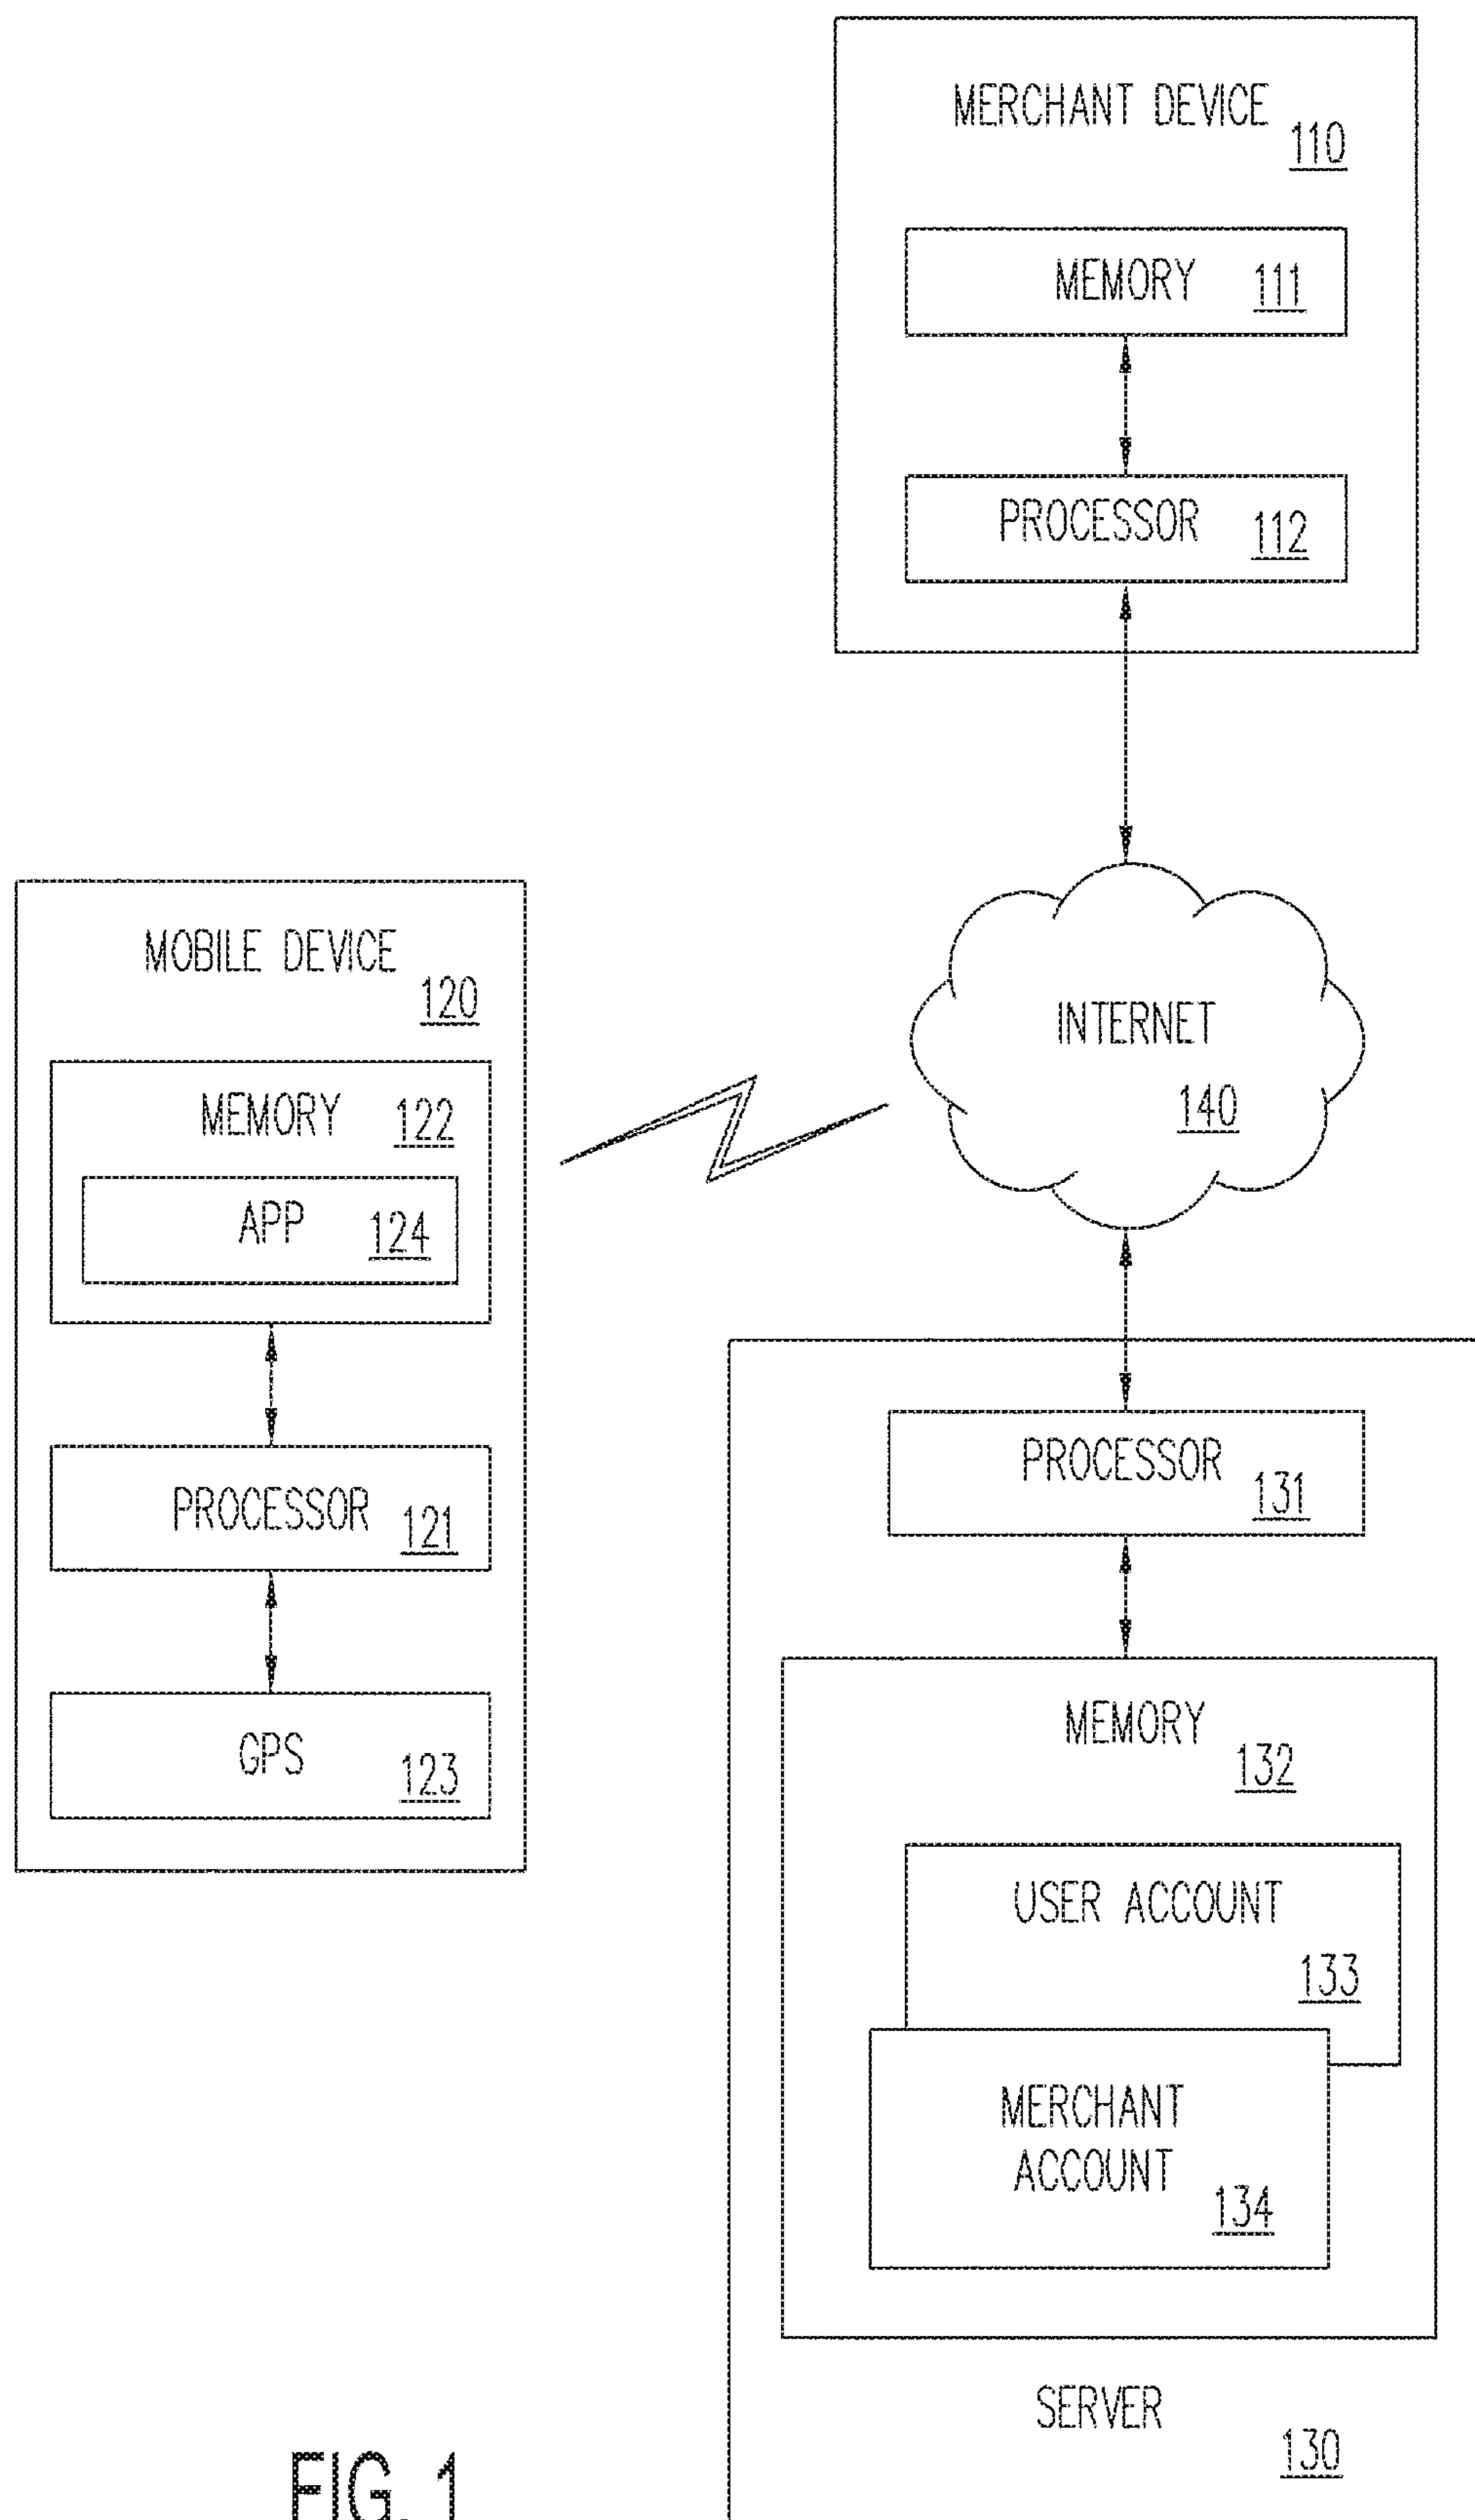 MERCHANT DEVICE
110
MEMORY 111
PROCESSOR 112
MOBILE DEVICE
120
MEMORY 122
APP 124
PROCESSOR 121
GPS 123
INTERNET
140
PROCESSOR 131
MEMORY
132
USER ACCOUNT
133
MERCHANT
ACCOUNT
134
SERVER
130
FIG. 1